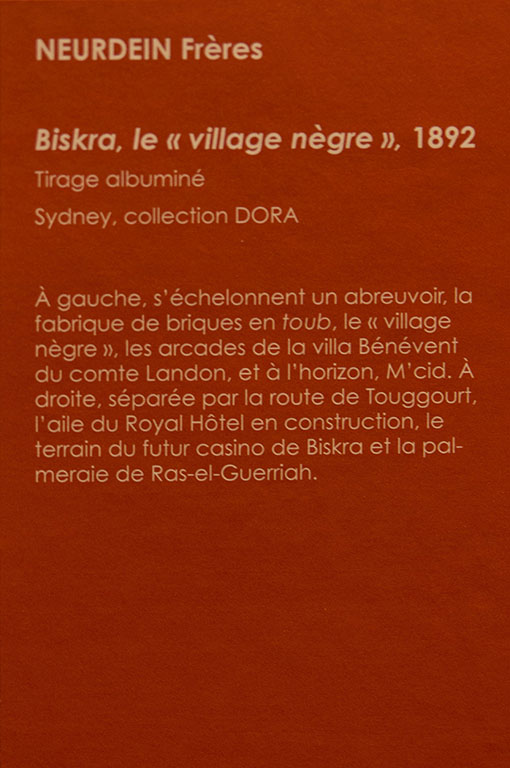 NEURDEIN Frères
Biskra, le « village nègre », 1892
Tirage albuminé
Sydney, collection DORA
À gauche, s’échelonnent un abreuvoir, la
fabrique de briques en toub, le « village
nègre », les arcades de la villa Bénévent
du comte Landon, et à l’horizon, M’cid. À
droite, séparée par la route de Touggourt,
l’aile du Royal Hôtel en construction, le
terrain du futur casino de Biskra et la pal-
meraie de Ras-el-Guerriah.